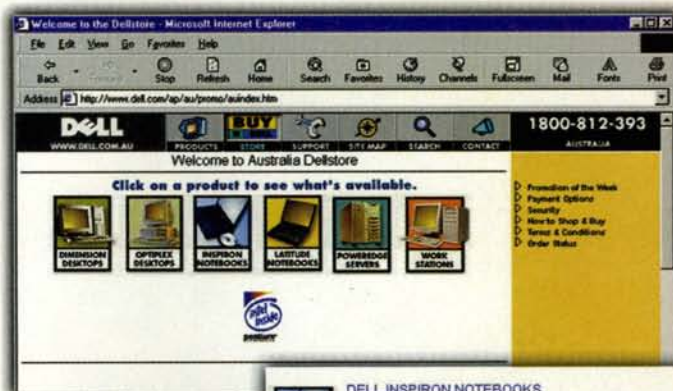 Welcome to the Dellstore - Microsoft Internet Explorer
File Edit View Go Favorites Help
Back Forward Stop Refresh Home Search Favorites History Channels Fullscreen Mail Fonts Print
Address http://www.dell.com/ap/au/promo/auindex.htm
DELL
WWW.DELL.COM.AU
PRODUCTS
BUY A DELL
STORE
SUPPORT
SITE MAP
SEARCH
CONTACT
1800-812-393
AUSTRALIA
Welcome to Australia Dellstore
Click on a product to see what's available.
DIMENSION DESKTOPS
OPTIPLEX DESKTOPS
INSPIRON NOTEBOOKS
LATITUDE NOTEBOOKS
POWEREDGE SERVERS
WORK STATIONS
Promotion of the Week
Payment Options
Security
How to Shop & Buy
Terms & Conditions
Order Status
intel inside
DELL INSPIRON NOTEBOOKS